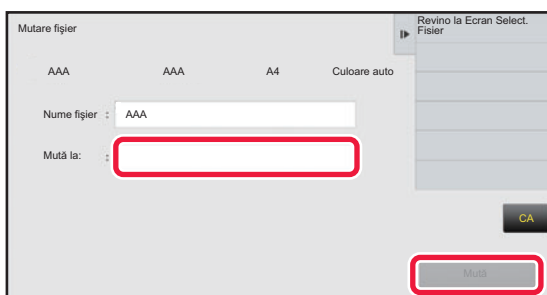 Mutare fişier
Revino la Ecran Select.
Fisier
AAA AAA A4 Culoare auto
Nume fişier : AAA
Mută la: :
CA
Mută